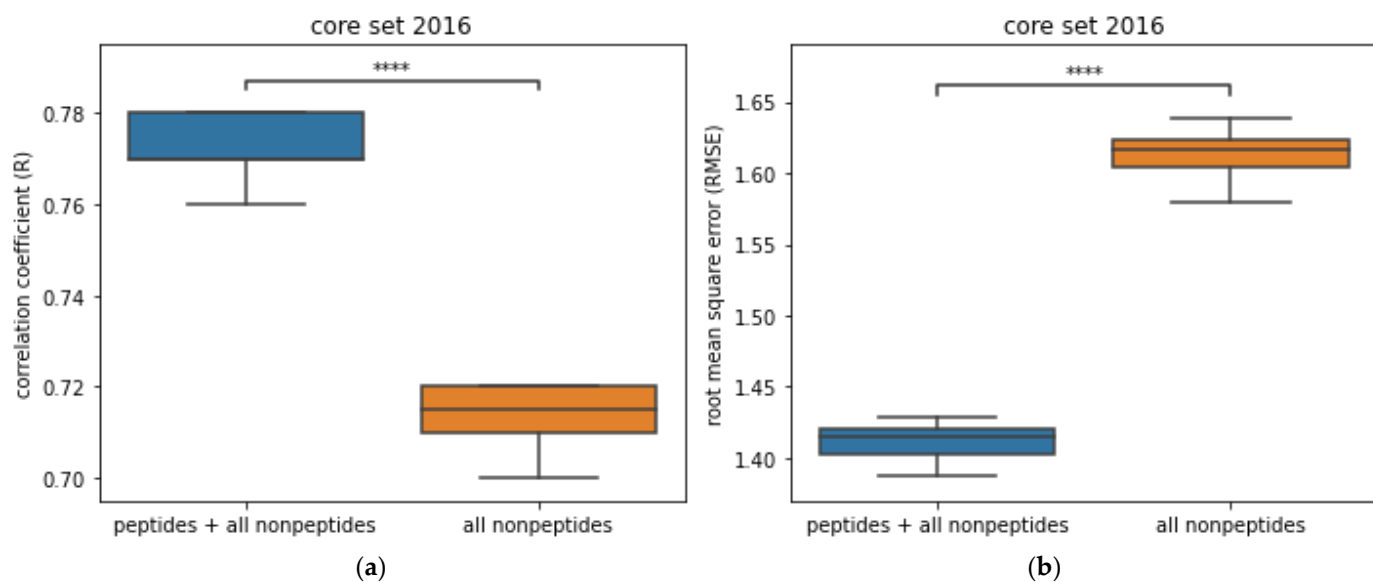 core set 2016
****
correlation coefficient (R)
0.78
0.76
0.74
0.72
0.70
peptides + all nonpeptides
all nonpeptides
(a)
core set 2016
****
root mean square error (RMSE)
1.65
1.60
1.55
1.50
1.45
1.40
peptides + all nonpeptides
all nonpeptides
(b)